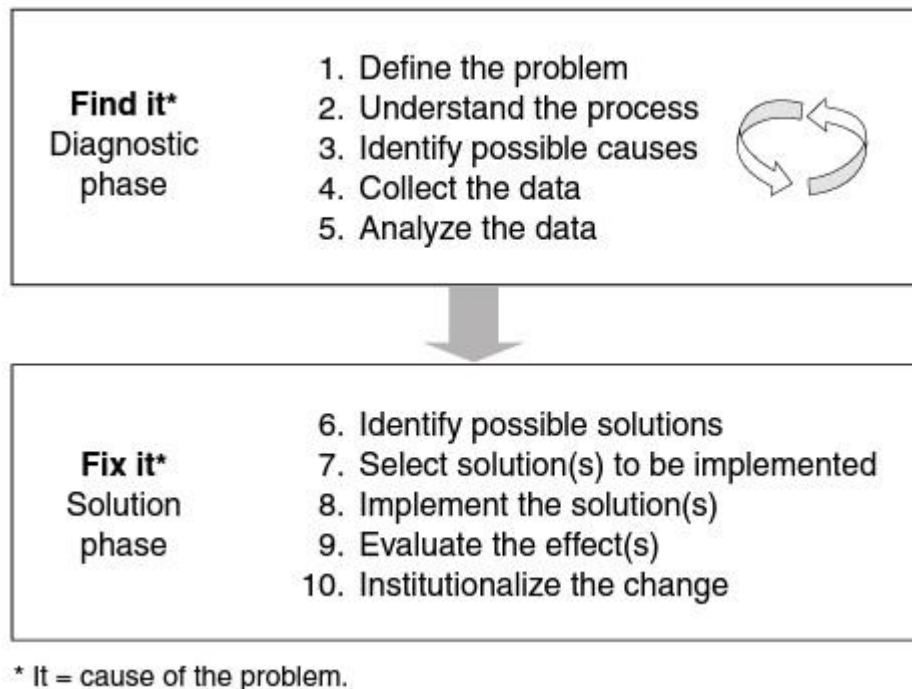 Find it*
Diagnostic
phase
1. Define the problem
2. Understand the process
3. Identify possible causes
4. Collect the data
5. Analyze the data
Fix it*
Solution
phase
6. Identify possible solutions
7. Select solution(s) to be implemented
8. Implement the solution(s)
9. Evaluate the effect(s)
10. Institutionalize the change
* It = cause of the problem.